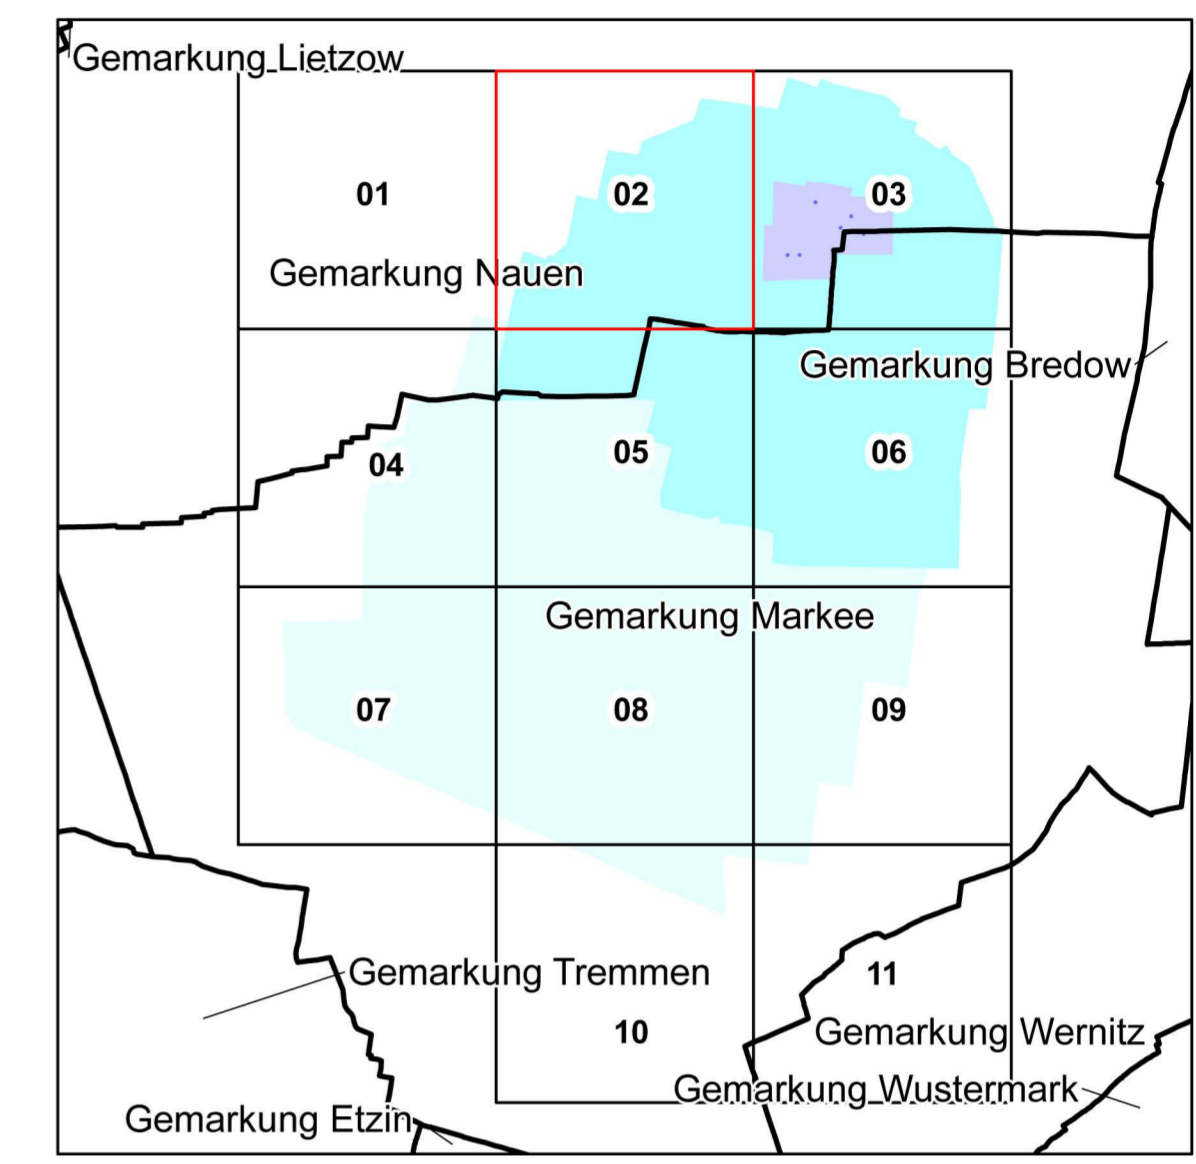 Gemarkung Lietzow
01
02
03
Gemarkung Nauen
Gemarkung Bredow
04
05
06
Gemarkung Markee
07
08
09
Gemarkung Tremmen
11
10
Gemarkung Wernitz
Gemarkung Wustermark
Gemarkung Etzin